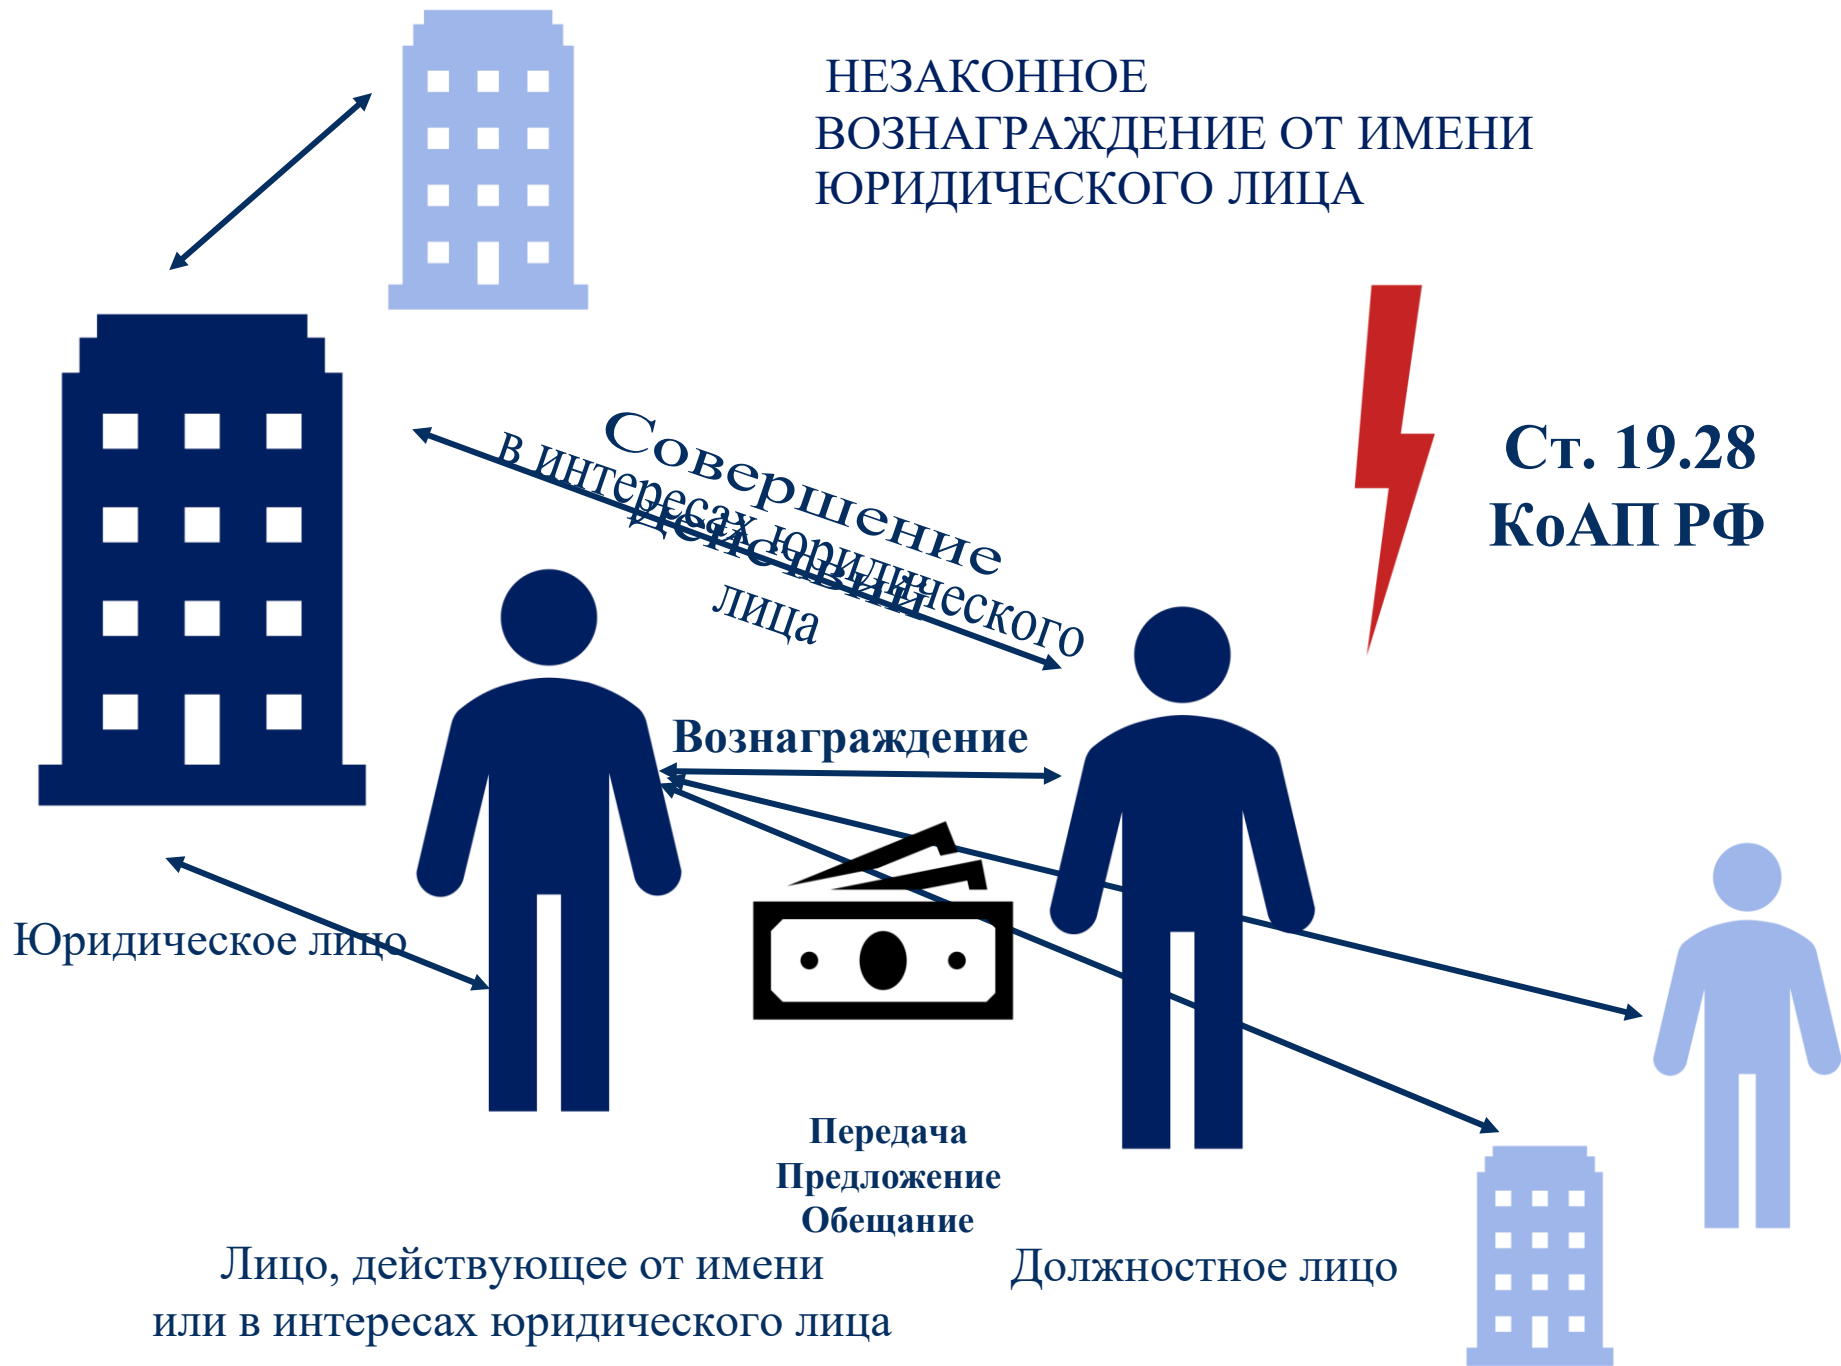 НЕЗАКОННОЕ
ВОЗНАГРАЖДЕНИЕ ОТ ИМЕНИ
ЮРИДИЧЕСКОГО ЛИЦА
Ст. 19.28
КоАП РФ
Совершение
действий
в интересах юридического
лица
Вознаграждение
Юридическое лицо
Передача
Предложение
Обещание
Лицо, действующее от имени
или в интересах юридического лица
Должностное лицо